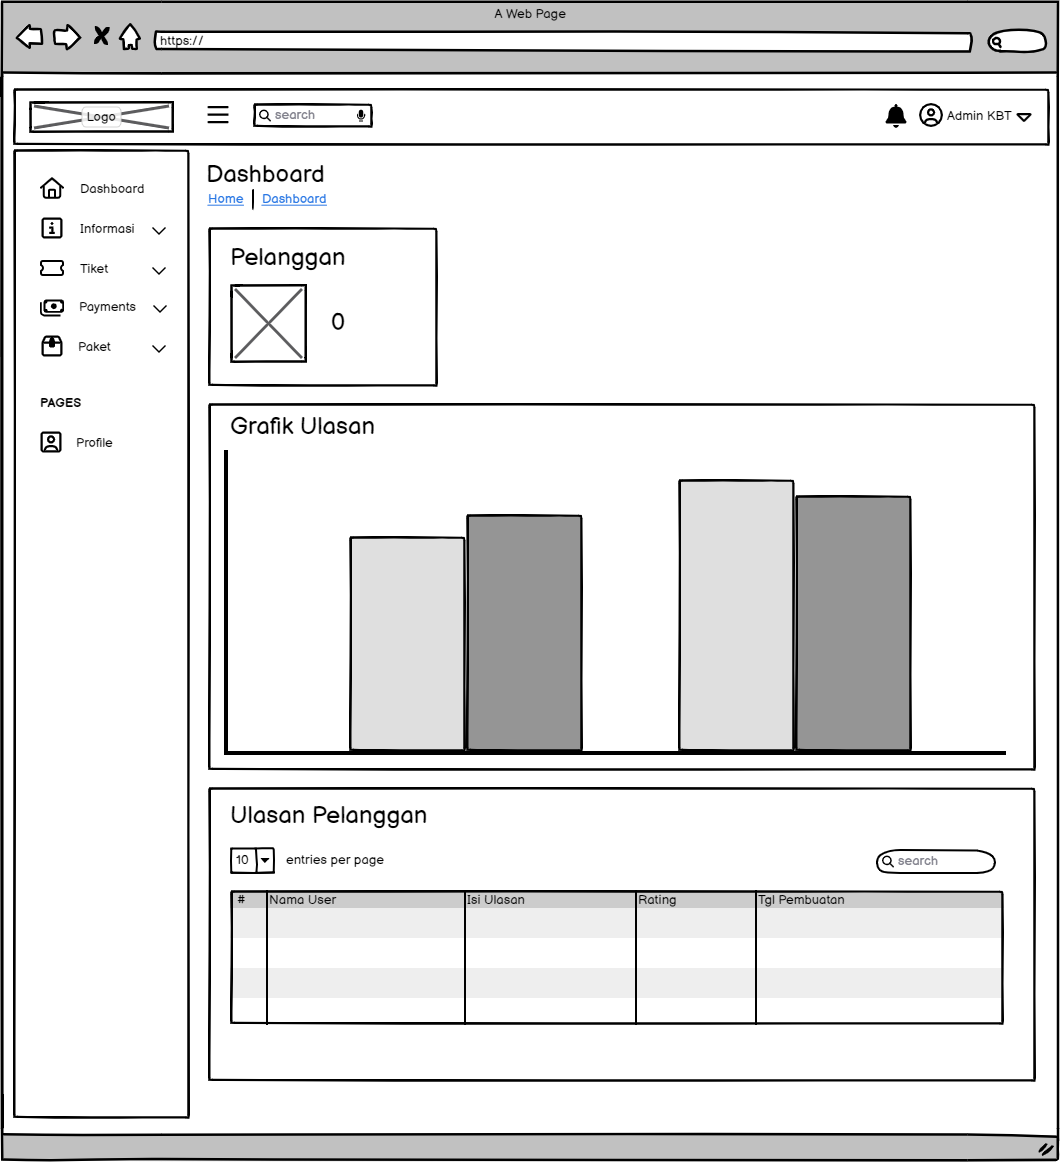 A Web Page
https://
Logo
search
Admin KBT
Dashboard
Informasi
Tiket
Payments
Paket
PAGES
Profile
Dashboard
Home Dashboard
Pelanggan
0
Grafik Ulasan
Ulasan Pelanggan
10 entries per page
search
# Nama User Isi Ulasan Rating Tgl Pembuatan